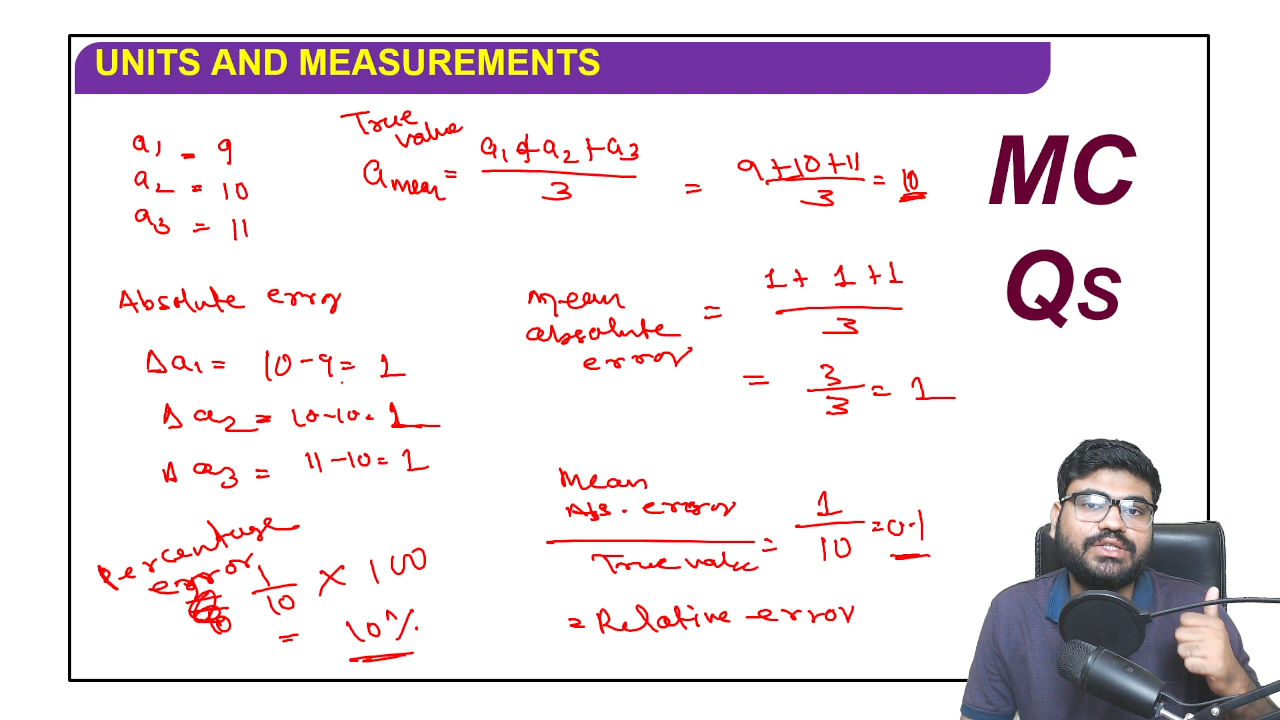 UNITS AND MEASUREMENTS
MC
Qs
a1 = 9
a2 = 10
a3 = 11
True value
amean = a1 + a2 + a3 / 3 = 9 + 10 + 11 / 3 = 10
Absolute error
Δa1 = 10 - 9 = 1
Δa2 = 10 - 10 = 1
Δa3 = 11 - 10 = 1
mean
absolute
error
= 1 + 1 + 1 / 3
= 3 / 3 = 1
Mean
Abs. error / True value = 1 / 10 = 0.1
= Relative error
Percentage
error
1 / 10 × 100
= 10%